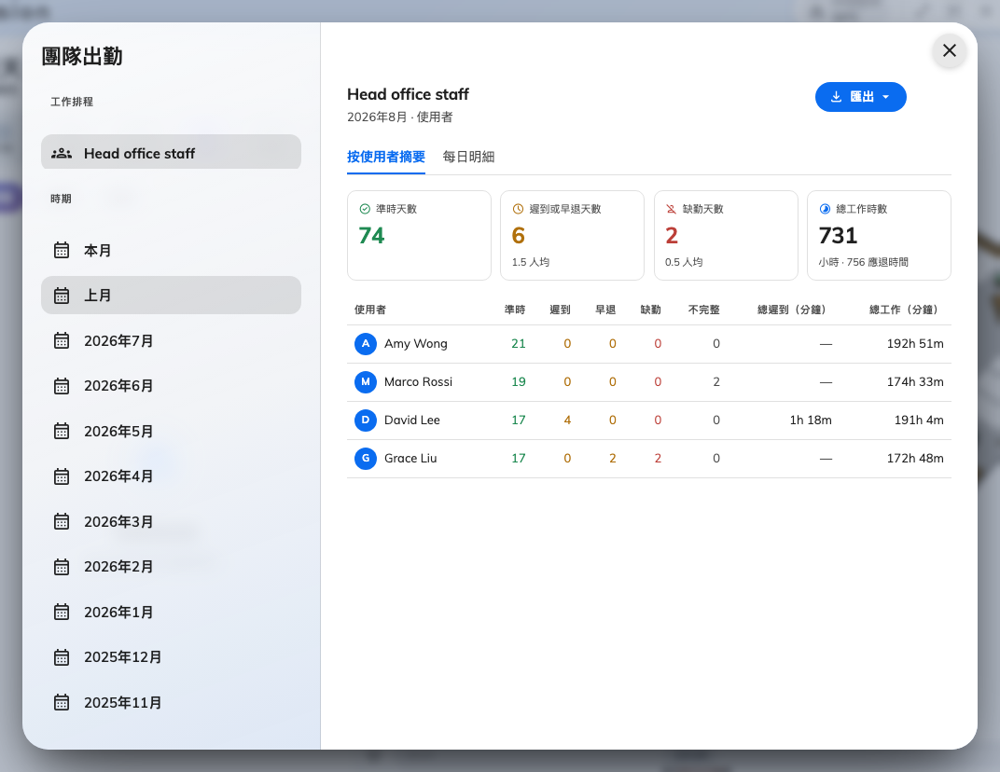 團隊出勤
工作排程
Head office staff
時期
本月
上月
2026年7月
2026年6月
2026年5月
2026年4月
2026年3月
2026年2月
2026年1月
2025年12月
2025年11月
Head office staff
2026年8月 · 使用者
匯出
按使用者摘要 每日明細
準時天數
74
遲到或早退天數
6
1.5 人均
缺勤天數
2
0.5 人均
總工作時數
731
小時 · 756 應退時間
使用者 準時 遲到 早退 缺勤 不完整 總遲到（分鐘） 總工作（分鐘）
A Amy Wong 21 0 0 0 0 — 192h 51m
M Marco Rossi 19 0 0 0 2 — 174h 33m
D David Lee 17 4 0 0 0 1h 18m 191h 4m
G Grace Liu 17 0 2 2 0 — 172h 48m